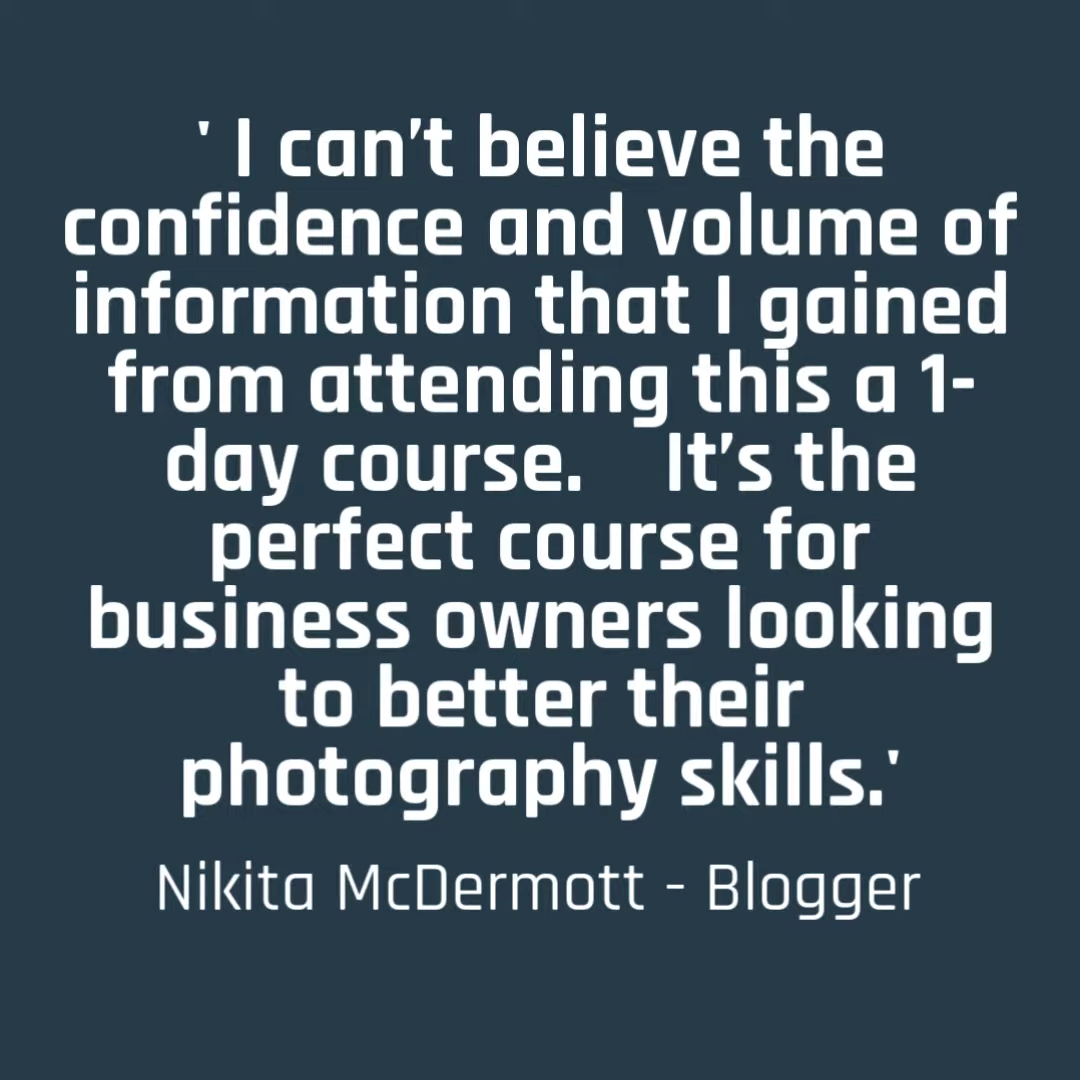 ' I can’t believe the
confidence and volume of
information that I gained
from attending this a 1-
day course.    It’s the
perfect course for
business owners looking
to better their
photography skills.'
Nikita McDermott - Blogger